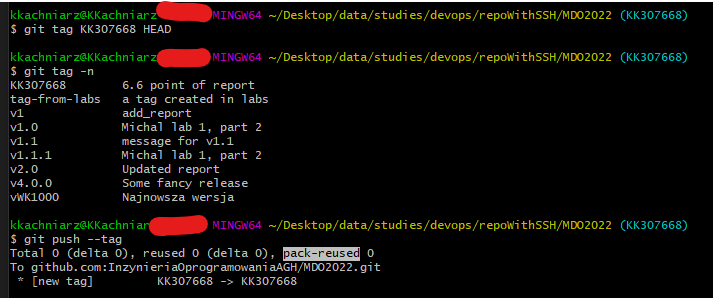 kkachniarz@KKachniarz MINGW64 ~/Desktop/data/studies/devops/repoWithSSH/MDO2022 (KK307668)
$ git tag KK307668 HEAD
kkachniarz@KKachniarz MINGW64 ~/Desktop/data/studies/devops/repoWithSSH/MDO2022 (KK307668)
$ git tag -n
KK307668 6.6 point of report
tag-from-labs a tag created in labs
v1 add_report
v1.0 Michal lab 1, part 2
v1.1 message for v1.1
v1.1.1 Michal lab 1, part 2
v2.0 Updated report
v4.0.0 Some fancy release
vWK1000 Najnowsza wersja
kkachniarz@KKachniarz MINGW64 ~/Desktop/data/studies/devops/repoWithSSH/MDO2022 (KK307668)
$ git push --tag
Total 0 (delta 0), reused 0 (delta 0), pack-reused 0
To github.com:InzynieriaOprogramowaniaAGH/MDO2022.git
* [new tag] KK307668 -> KK307668